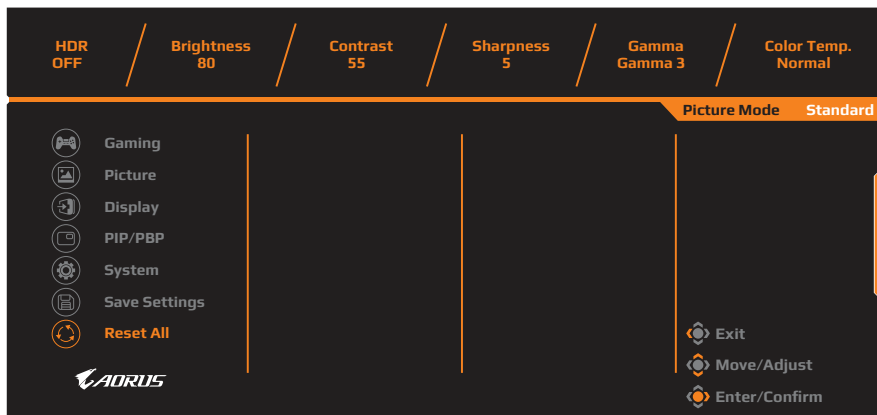 HDR
OFF
Brightness
80
Contrast
55
Sharpness
5
Gamma
Gamma 3
Color Temp.
Normal
Picture Mode Standard
Gaming
Picture
Display
PIP/PBP
System
Save Settings
Reset All
AORUS
Exit
Move/Adjust
Enter/Confirm